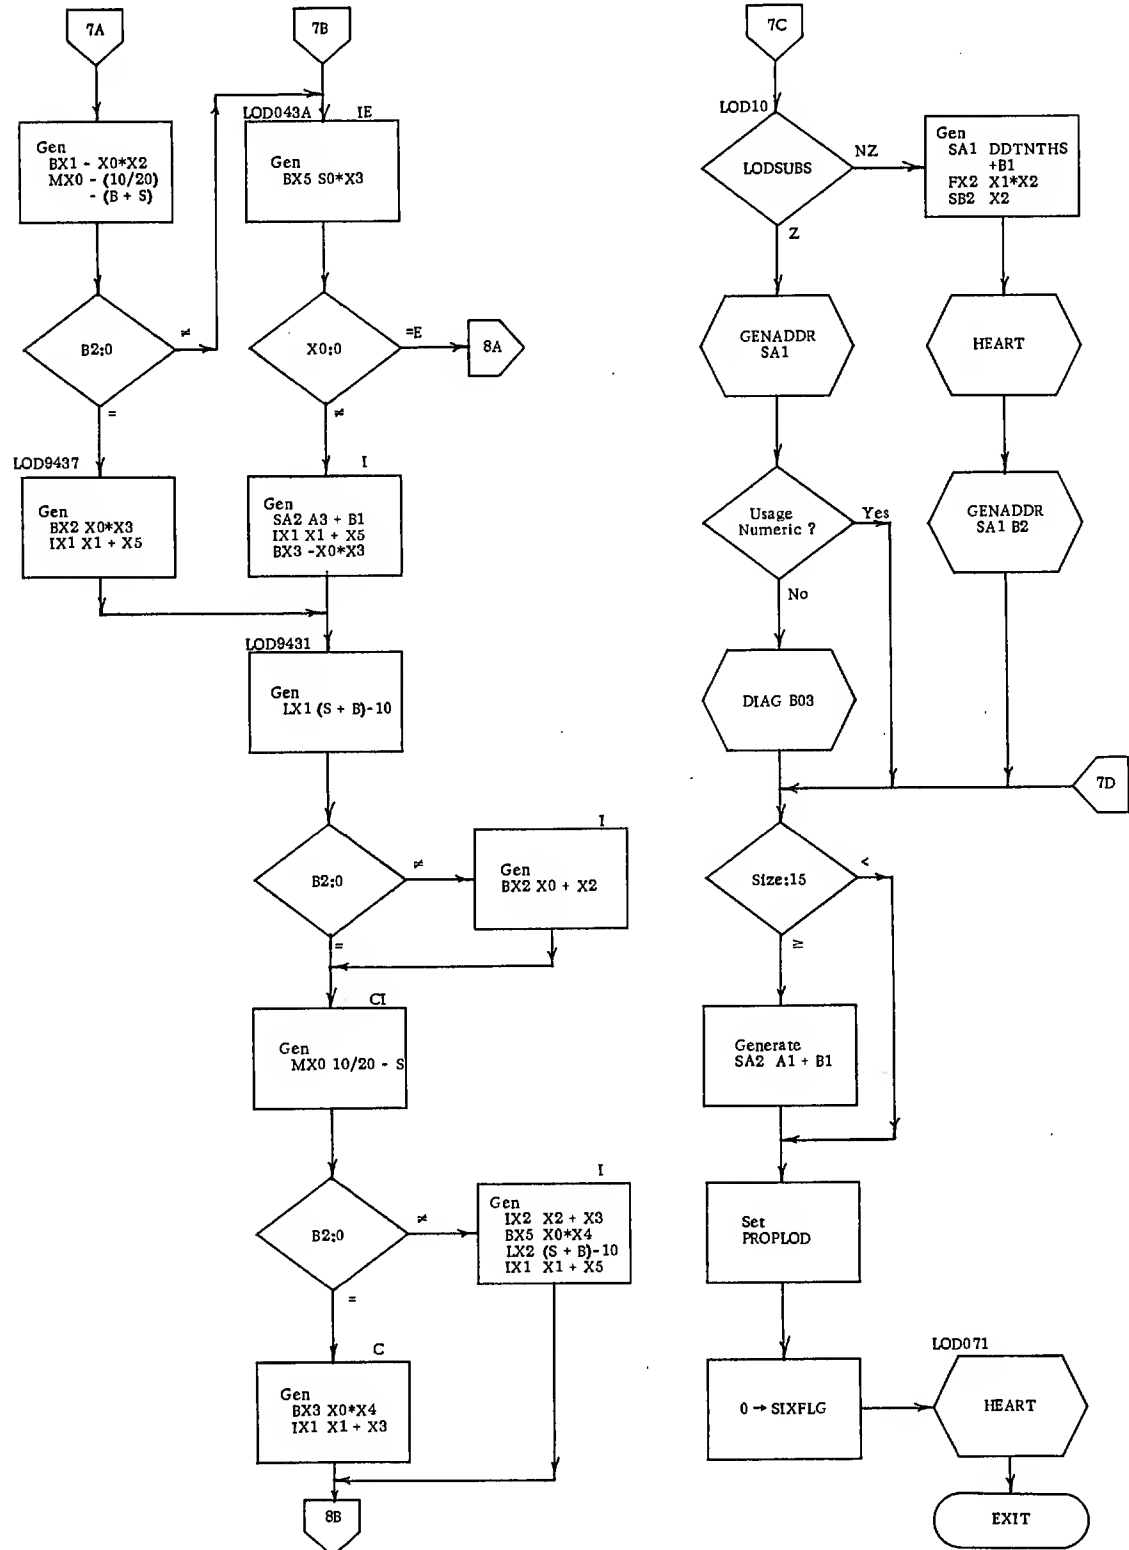 7A
Gen
BX1 - X0*X2
MX0 - (10/20)
- (B + S)
B2:0
≠
=
LOD9437
Gen
BX2 X0*X3
IX1 X1 + X5
7B
LOD043A
IE
Gen
BX5 S0*X3
X0:0
=E
8A
≠
I
Gen
SA2 A3 + B1
IX1 X1 + X5
BX3 -X0*X3
LOD9431
Gen
LX1 (S + B)-10
B2:0
≠
I
Gen
BX2 X0 + X2
=
CI
Gen
MX0 10/20 - S
B2:0
≠
I
Gen
IX2 X2 + X3
BX5 X0*X4
LX2 (S + B)-10
IX1 X1 + X5
=
C
Gen
BX3 X0*X4
IX1 X1 + X3
8B
7C
LOD10
LODSUBS
NZ
Gen
SA1 DDTNTHS
+B1
FX2 X1*X2
SB2 X2
Z
GENADDR
SA1
HEART
Usage
Numeric ?
Yes
GENADDR
SA1 B2
No
DIAG B03
7D
Size:15
<
≥
Generate
SA2 A1 + B1
Set
PROPLOD
0 → SIXFLG
LOD071
HEART
EXIT